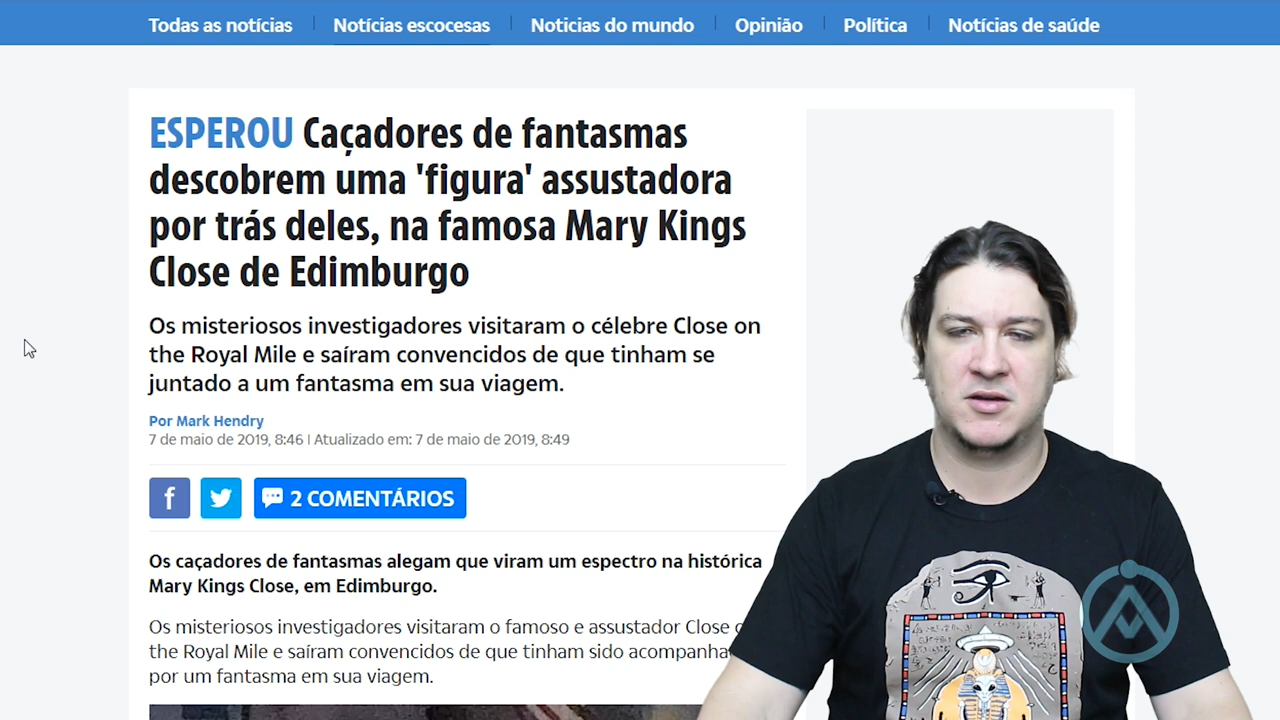 Todas as notícias
Notícias escocesas
Noticias do mundo
Opinião
Política
Notícias de saúde
ESPEROU Caçadores de fantasmas
descobrem uma 'figura' assustadora
por trás deles, na famosa Mary Kings
Close de Edimburgo
Os misteriosos investigadores visitaram o célebre Close on
the Royal Mile e saíram convencidos de que tinham se
juntado a um fantasma em sua viagem.
Por Mark Hendry
7 de maio de 2019, 8:46 | Atualizado em: 7 de maio de 2019, 8:49
2 COMENTÁRIOS
Os caçadores de fantasmas alegam que viram um espectro na histórica
Mary Kings Close, em Edimburgo.
Os misteriosos investigadores visitaram o famoso e assustador Close
the Royal Mile e saíram convencidos de que tinham sido
por um fantasma em sua viagem.